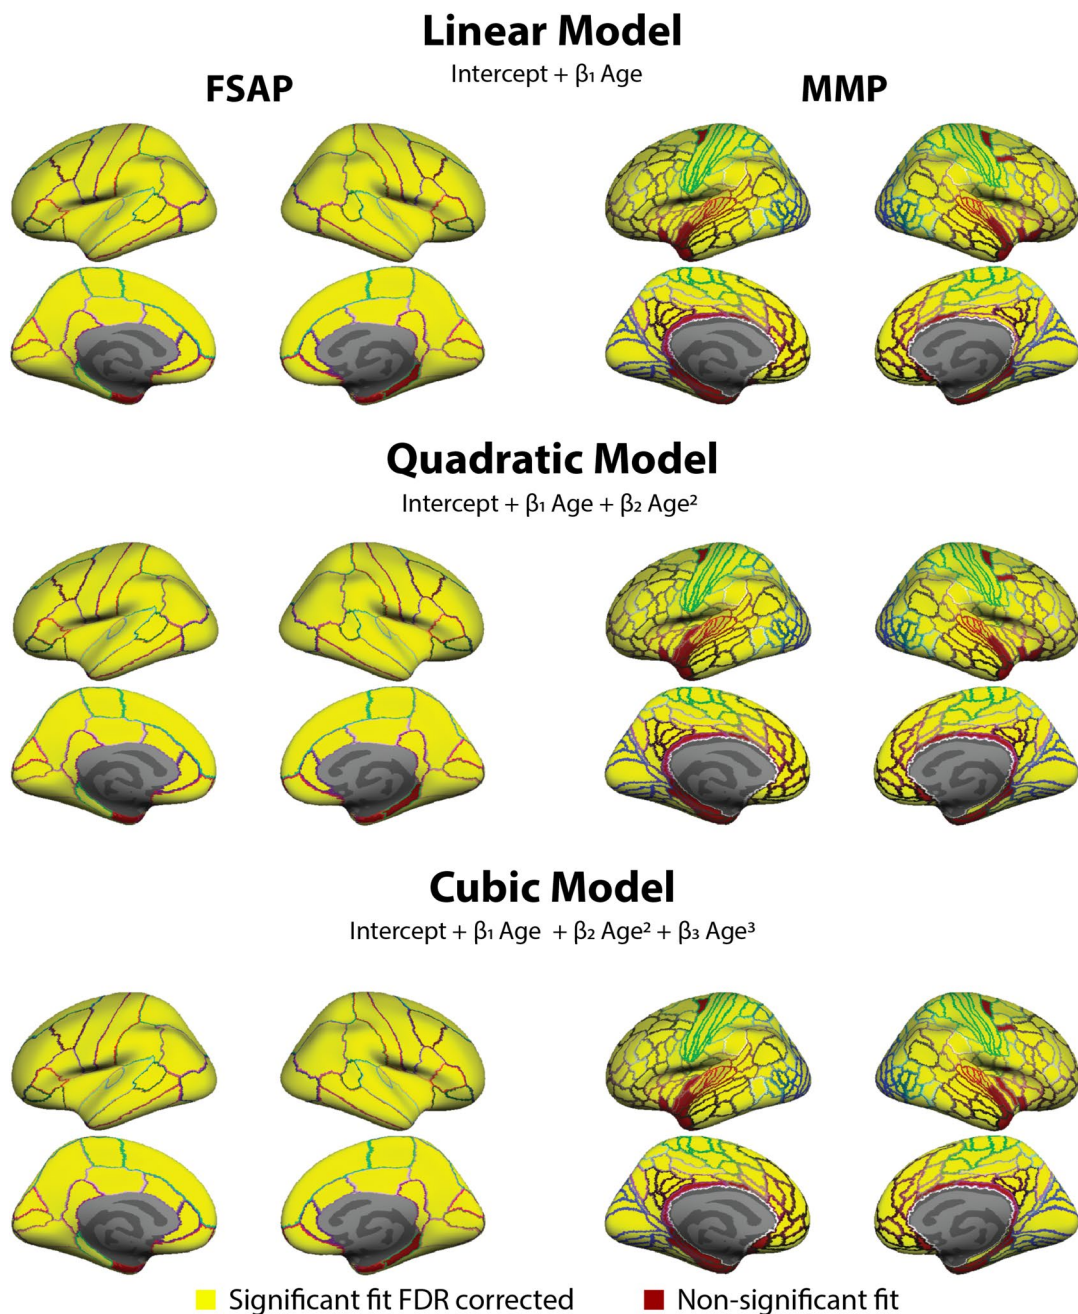 Linear Model
Intercept + β₁ Age
FSAP
MMP
Quadratic Model
Intercept + β₁ Age + β₂ Age²
Cubic Model
Intercept + β₁ Age + β₂ Age² + β₃ Age³
Significant fit FDR corrected
Non-significant fit